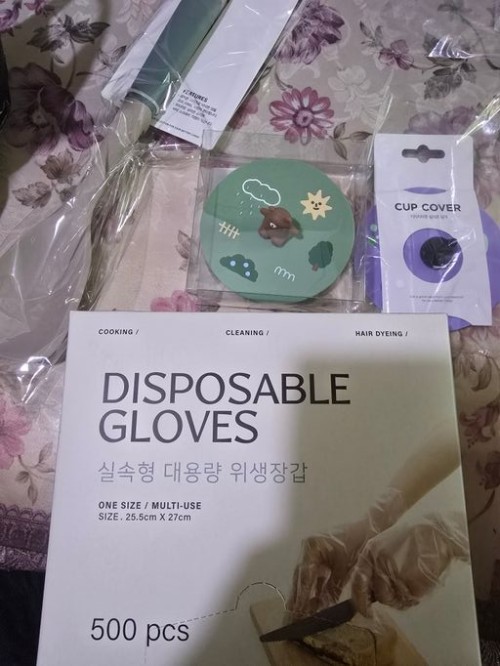 CUP COVER
COOKING /
CLEANING /
HAIR DYEING /
DISPOSABLE
GLOVES
실속형 대용량 위생장갑
ONE SIZE / MULTI-USE
SIZE . 25.5cm X 27cm
500 pcs